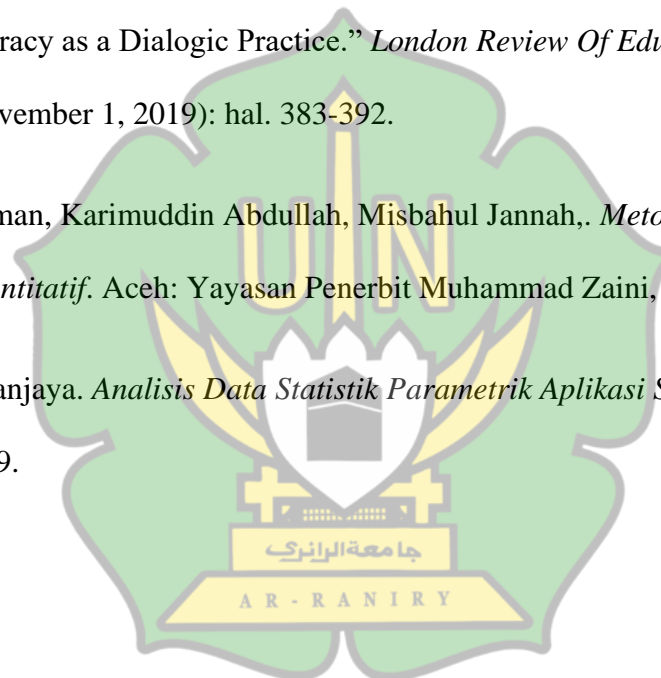 racy as a Dialogic Practice.” London Review Of Edu
vember 1, 2019): hal. 383-392.
man, Karimuddin Abdullah, Misbahul Jannah,. Meto
ntitatif. Aceh: Yayasan Penerbit Muhammad Zaini,
anjaya. Analisis Data Statistik Parametrik Aplikasi S
9.
UIN
جامعةالرانري
AR-RANIRY